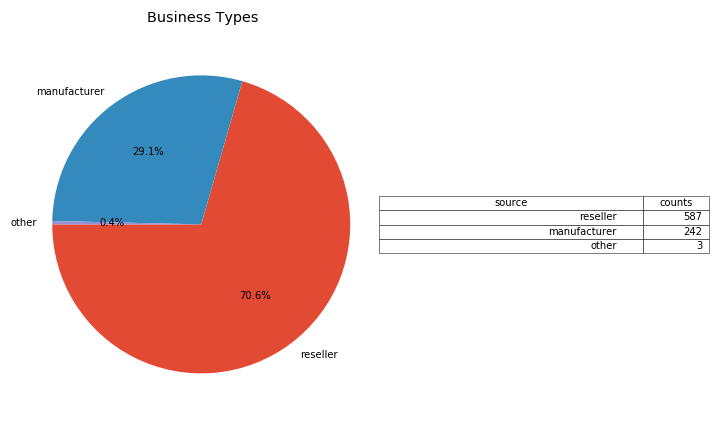 Business Types
manufacturer
29.1%
other
0.4%
70.6%
reseller
source counts
reseller 587
manufacturer 242
other 3